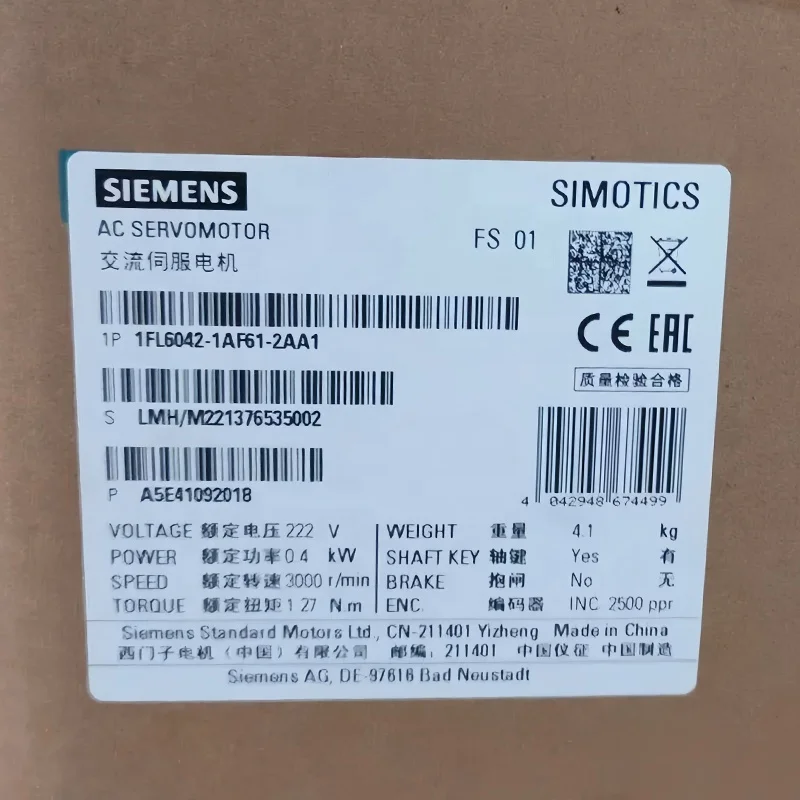 SIEMENS
SIMOTICS
AC SERVOMOTOR
FS 01
交流伺服电机
1P 1FL6042-1AF61-2AA1
CE EAC
质量检验合格
S LMH/M221376535002
P A5E41092018
4 042948 674499
VOLTAGE 额定电压 222 V
POWER 额定功率 0.4 kW
SPEED 额定转速 3000 r/min
TORQUE 额定扭矩 1.27 N.m
WEIGHT 重量 4.1 kg
SHAFT KEY 轴键 Yes 有
BRAKE 抱闸 No 无
ENC. 编码器 INC 2500 ppr
Siemens Standard Motors Ltd., CN-211401 Yizheng Made in China
西门子电机（中国）有限公司 邮编：211401 中国仪征 中国制造
Siemens AG, DE-97616 Bad Neustadt